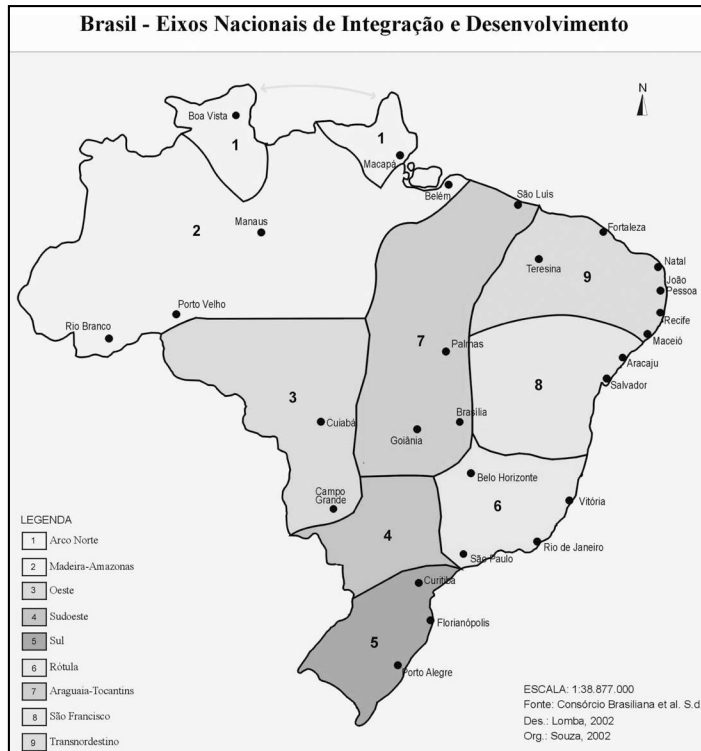 Brasil - Eixos Nacionais de Integração e Desenvolvimento
N
Boa Vista
1
1
Macapá
Belém
São Luís
Manaus
2
Fortaleza
Teresina
9
Natal
João
Pessoa
Porto Velho
Recife
Rio Branco
Maceió
7
Palmas
Aracaju
8
Salvador
3
Cuiabá
Goiânia
Brasília
Belo Horizonte
Campo
Grande
6
Vitória
4
São Paulo
Rio de Janeiro
Curitiba
Florianópolis
5
Porto Alegre
LEGENDA
1 Arco Norte
2 Madeira-Amazonas
3 Oeste
4 Sudoeste
5 Sul
6 Rótula
7 Araguaia-Tocantins
8 São Francisco
9 Transnordestino
ESCALA: 1:38.877.000
Fonte: Consórcio Brasiliana et al. S.d.
Des.: Lomba, 2002
Org.: Souza, 2002